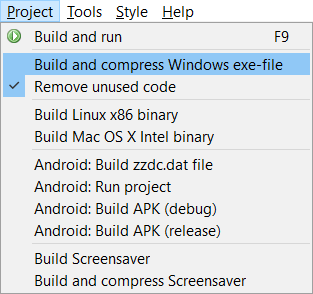 Project Tools Style Help
Build and run F9
Build and compress Windows exe-file
Remove unused code
Build Linux x86 binary
Build Mac OS X Intel binary
Android: Build zzdc.dat file
Android: Run project
Android: Build APK (debug)
Android: Build APK (release)
Build Screensaver
Build and compress Screensaver